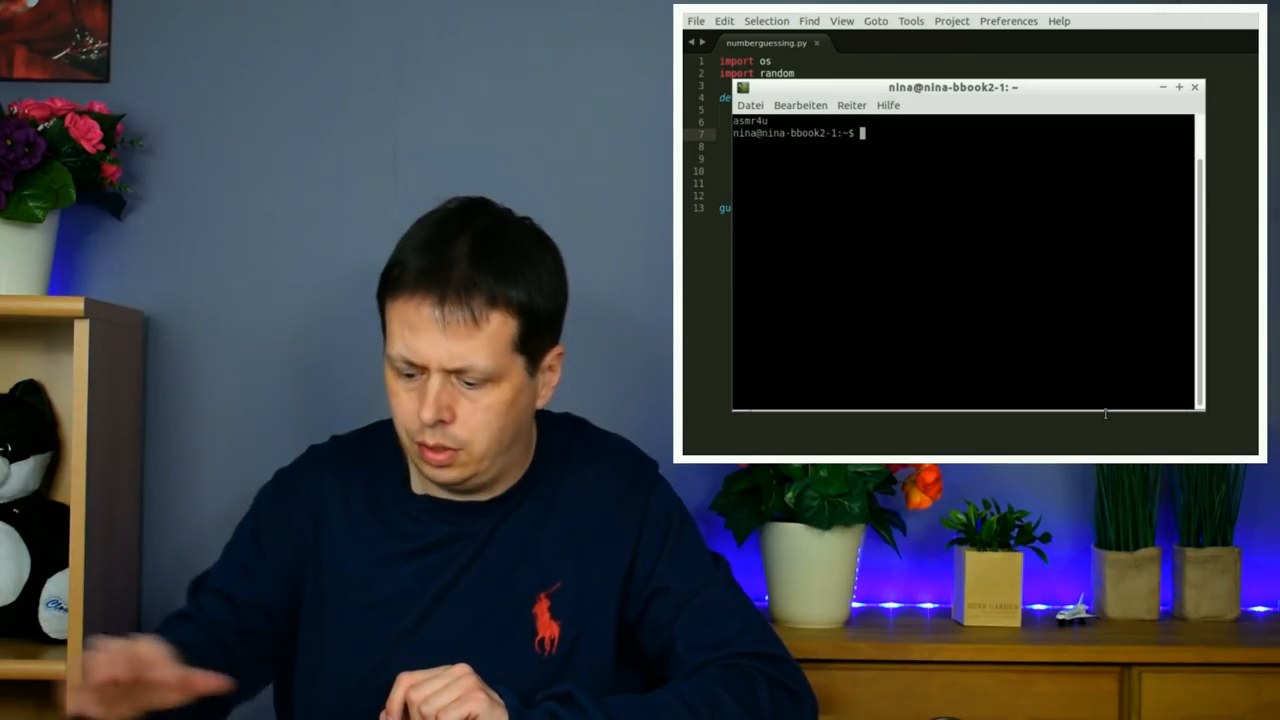 File Edit Selection Find View Goto Tools Project Preferences Help
numberguessing.py ×
1 import os
2 import random
3
4 de
5
6
7
8
9
10
11
12
13 gu
nina@nina-bbook2-1: ~
Datei Bearbeiten Reiter Hilfe
asmr4u
nina@nina-bbook2-1:~$
HERB GARDEN